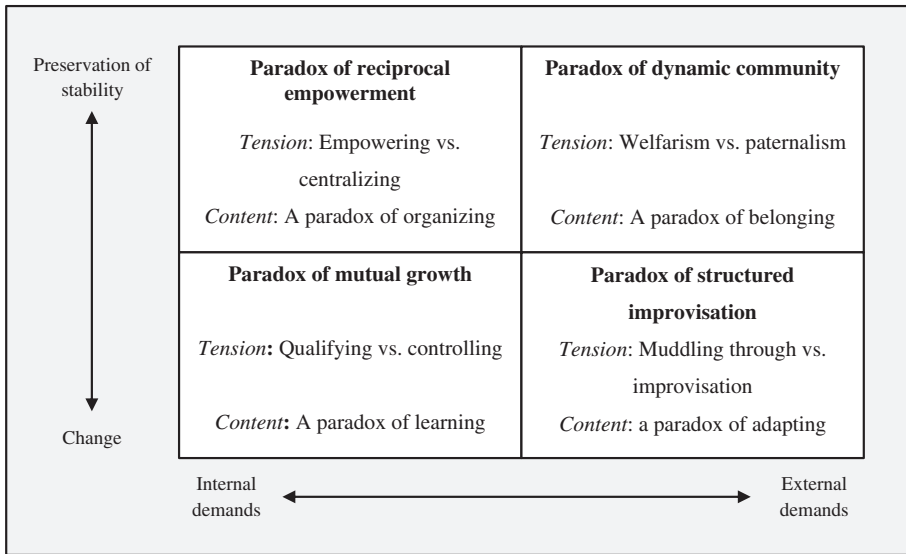 Preservation of
stability
Paradox of reciprocal
empowerment
Tension: Empowering vs.
centralizing
Content: A paradox of organizing
Paradox of dynamic community
Tension: Welfarism vs. paternalism
Content: A paradox of belonging
Paradox of mutual growth
Tension: Qualifying vs. controlling
Content: A paradox of learning
Paradox of structured
improvisation
Tension: Muddling through vs.
improvisation
Content: a paradox of adapting
Change
Internal
demands
External
demands